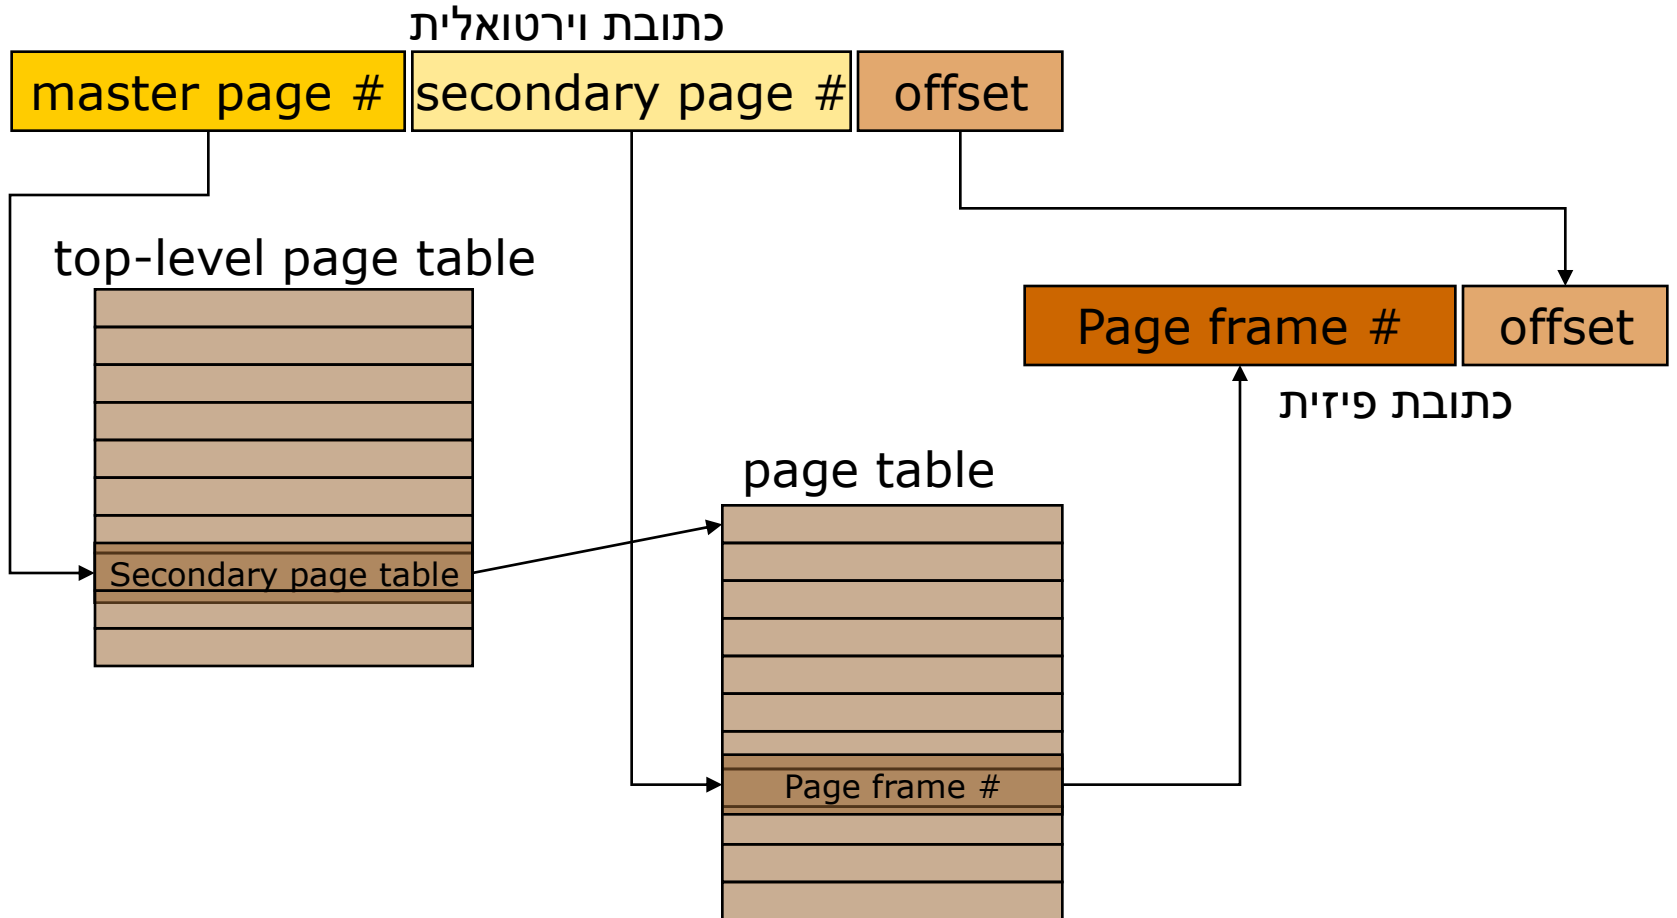 כתובת וירטואלית
master page #
secondary page #
offset
top-level page table
Page frame #
offset
כתובת פיזית
page table
Secondary page table
Page frame #